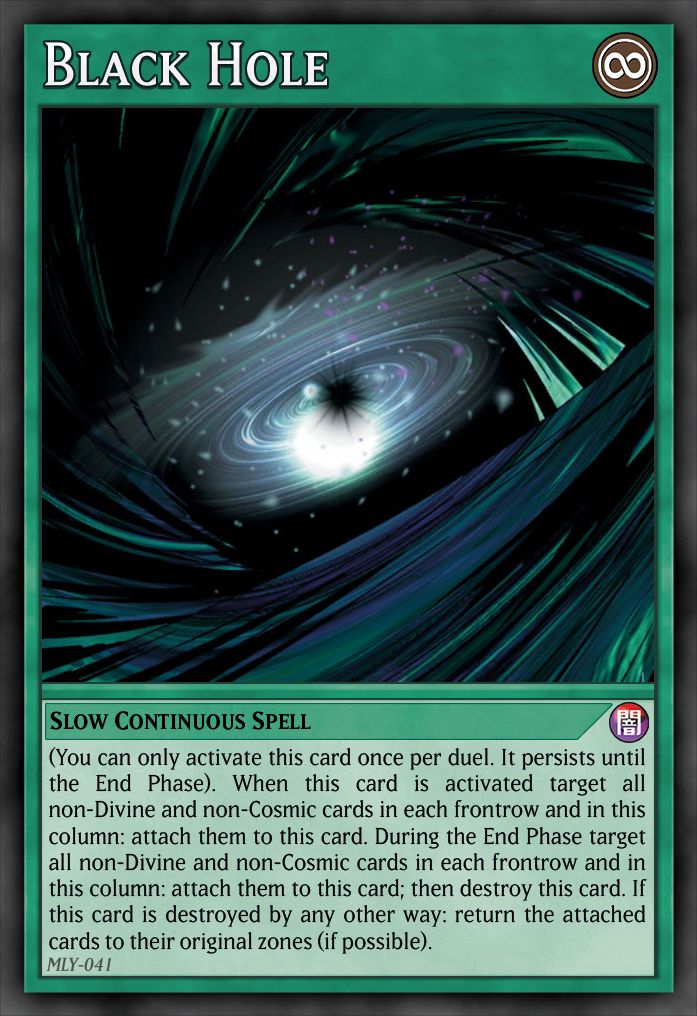 Black Hole
Slow Continuous Spell
闇
(You can only activate this card once per duel. It persists until
the End Phase). When this card is activated target all
non-Divine and non-Cosmic cards in each frontrow and in this
column: attach them to this card. During the End Phase target
all non-Divine and non-Cosmic cards in each frontrow and in
this column: attach them to this card; then destroy this card. If
this card is destroyed by any other way: return the attached
cards to their original zones (if possible).
MLY-041